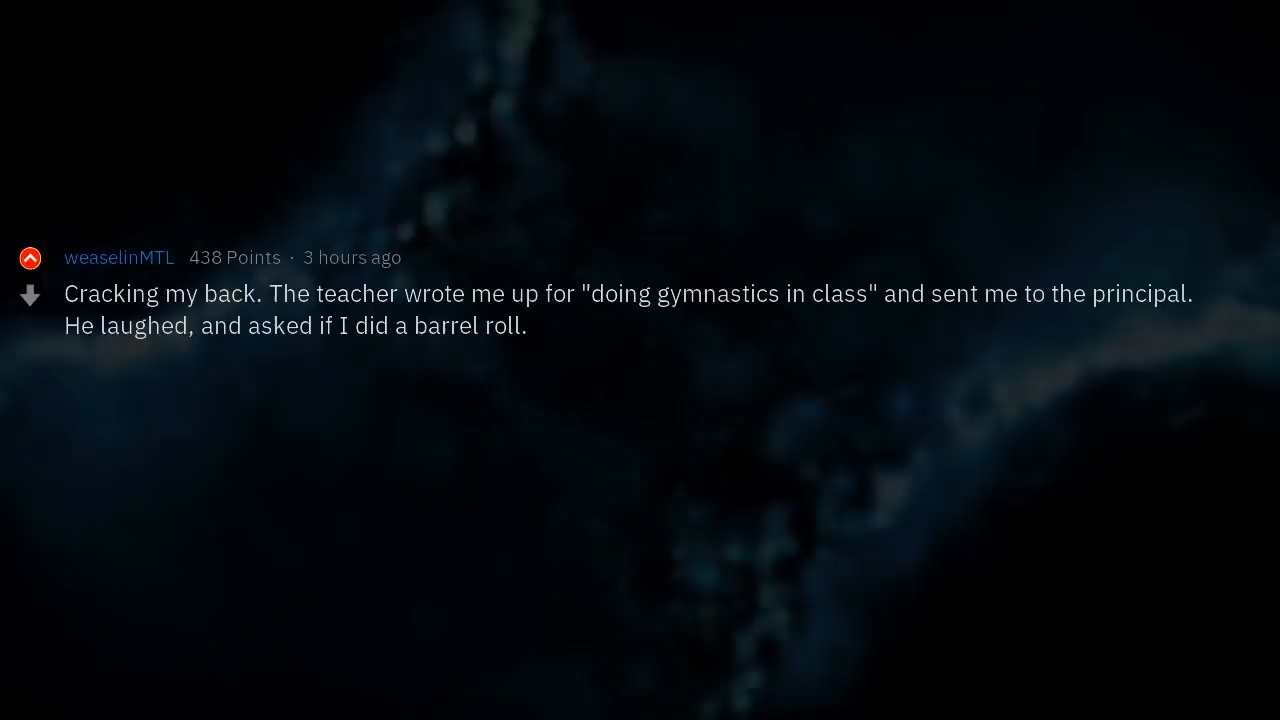 weaselinMTL 438 Points · 3 hours ago
Cracking my back. The teacher wrote me up for "doing gymnastics in class" and sent me to the principal.
He laughed, and asked if I did a barrel roll.